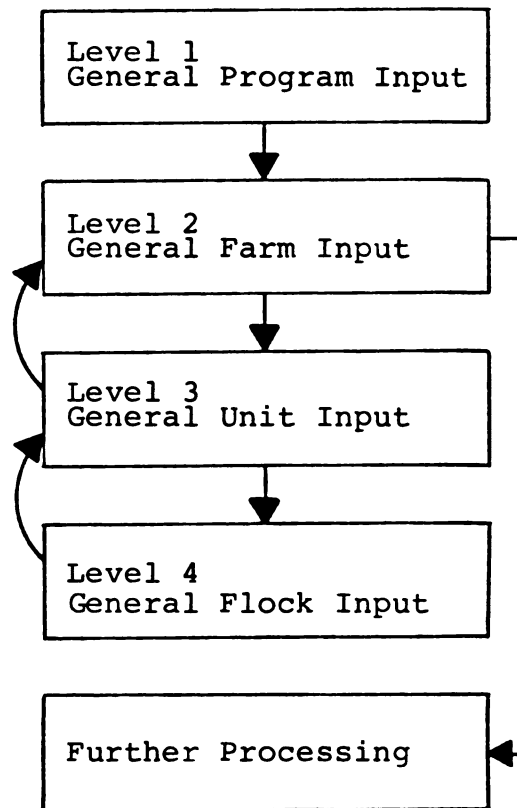 Level 1
General Program Input
Level 2
General Farm Input
Level 3
General Unit Input
Level 4
General Flock Input
Further Processing